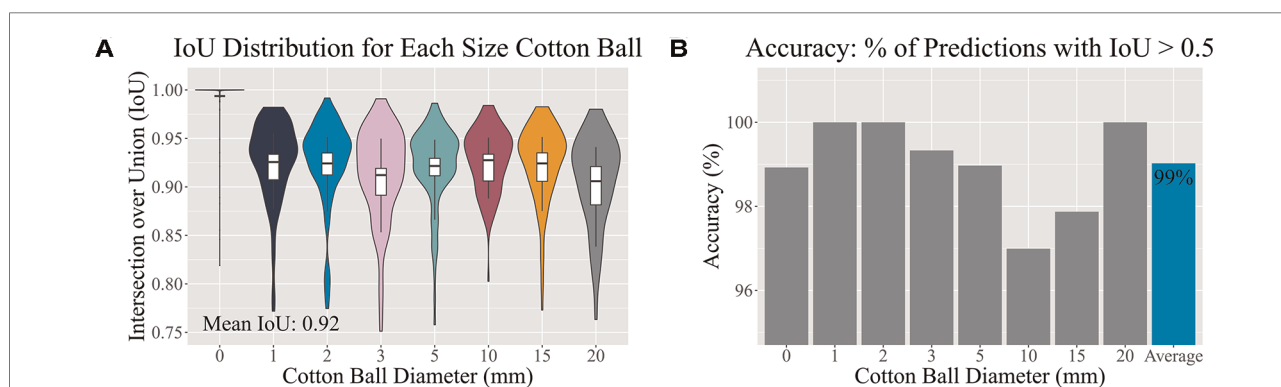 A
IoU Distribution for Each Size Cotton Ball
Intersection over Union (IoU)
1.00
0.95
0.90
0.85
0.80
0.75
Mean IoU: 0.92
0 1 2 3 5 10 15 20
Cotton Ball Diameter (mm)
B
Accuracy: % of Predictions with IoU > 0.5
Accuracy (%)
100
98
96
99%
0 1 2 3 5 10 15 20 Average
Cotton Ball Diameter (mm)